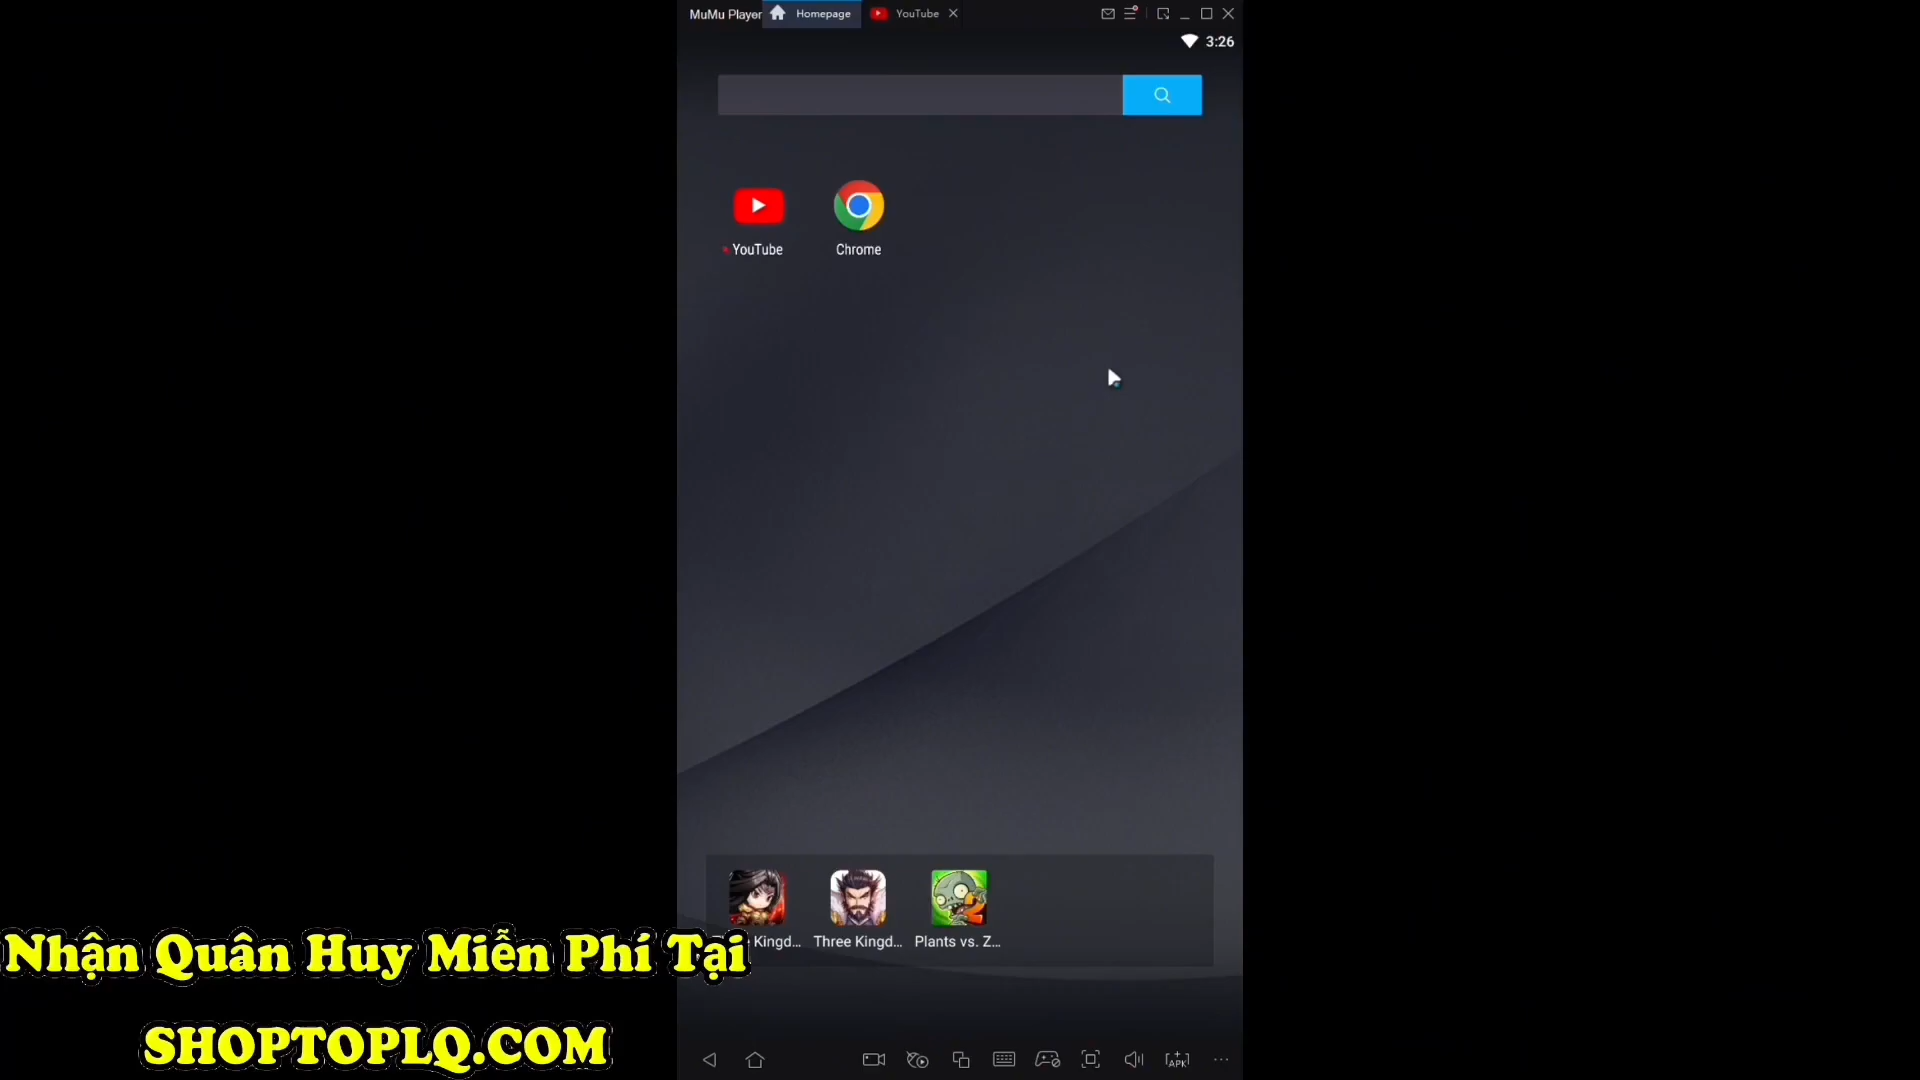 MuMu Player Homepage YouTube
3:26
YouTube Chrome
Kingd... Three Kingd... Plants vs. Z...
Nhận Quân Huy Miễn Phí Tại
SHOPTOPLQ.COM
APK